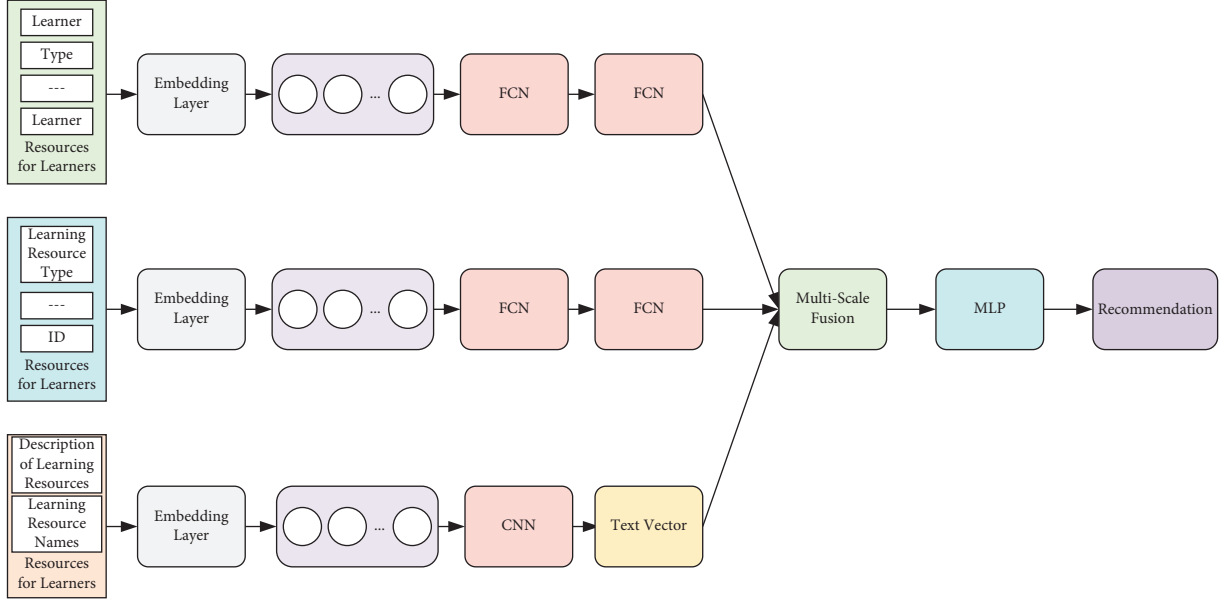 Learner
Type
---
Learner
Resources
for Learners
Embedding
Layer
...
FCN
FCN
Learning
Resource
Type
---
ID
Resources
for Learners
Embedding
Layer
...
FCN
FCN
Multi-Scale
Fusion
MLP
Recommendation
Description
of Learning
Resources
Learning
Resource
Names
Resources
for Learners
Embedding
Layer
...
CNN
Text Vector